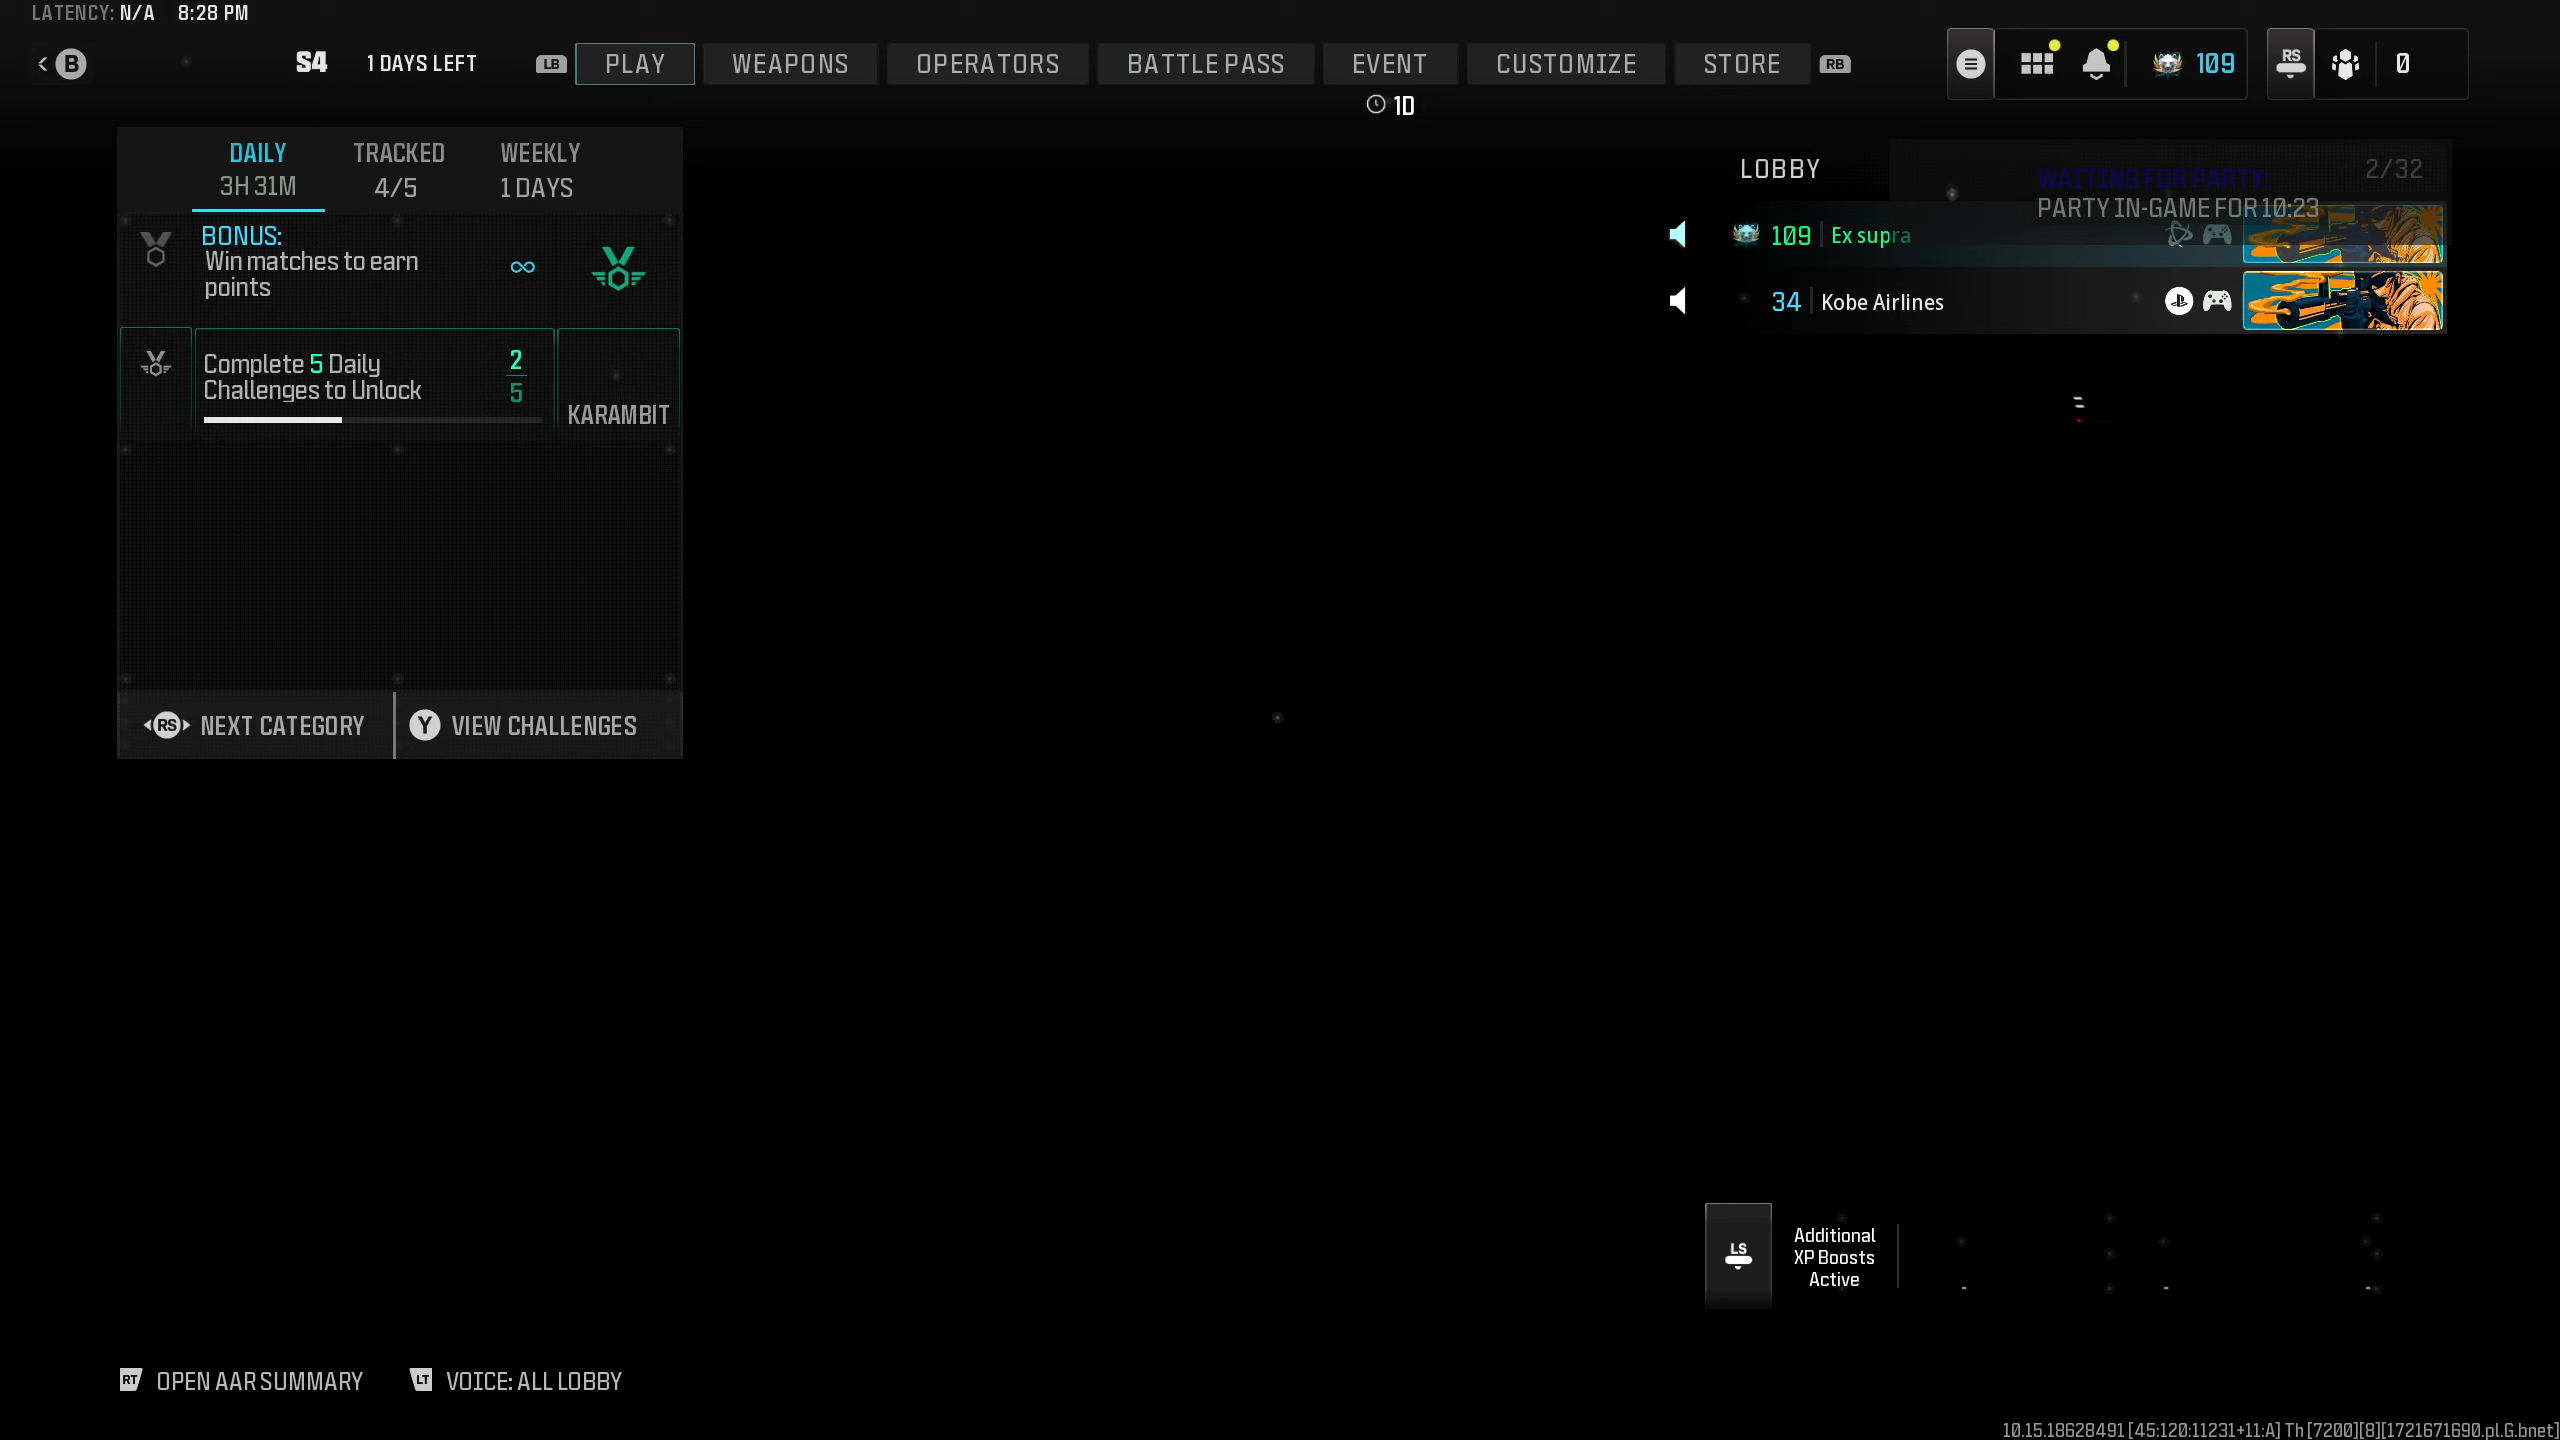 LATENCY: N/A 8:28 PM
B
S4 1 DAYS LEFT
LB PLAY WEAPONS OPERATORS BATTLE PASS EVENT CUSTOMIZE STORE RB
109 RS 0
1D
DAILY TRACKED WEEKLY
3H 31M 4/5 1 DAYS
BONUS:
Win matches to earn
points
Complete 5 Daily
Challenges to Unlock
2
5
KARAMBIT
RS NEXT CATEGORY Y VIEW CHALLENGES
LOBBY 2/32
WAITING FOR PARTY
PARTY IN-GAME FOR 10:23
109 Ex supra
34 Kobe Airlines
LS
Additional
XP Boosts
Active
RT OPEN AAR SUMMARY LT VOICE: ALL LOBBY
10.15.18628491 [45:120:11231+11:A] Th [7200][8][1721671690.pl.G.bnet]